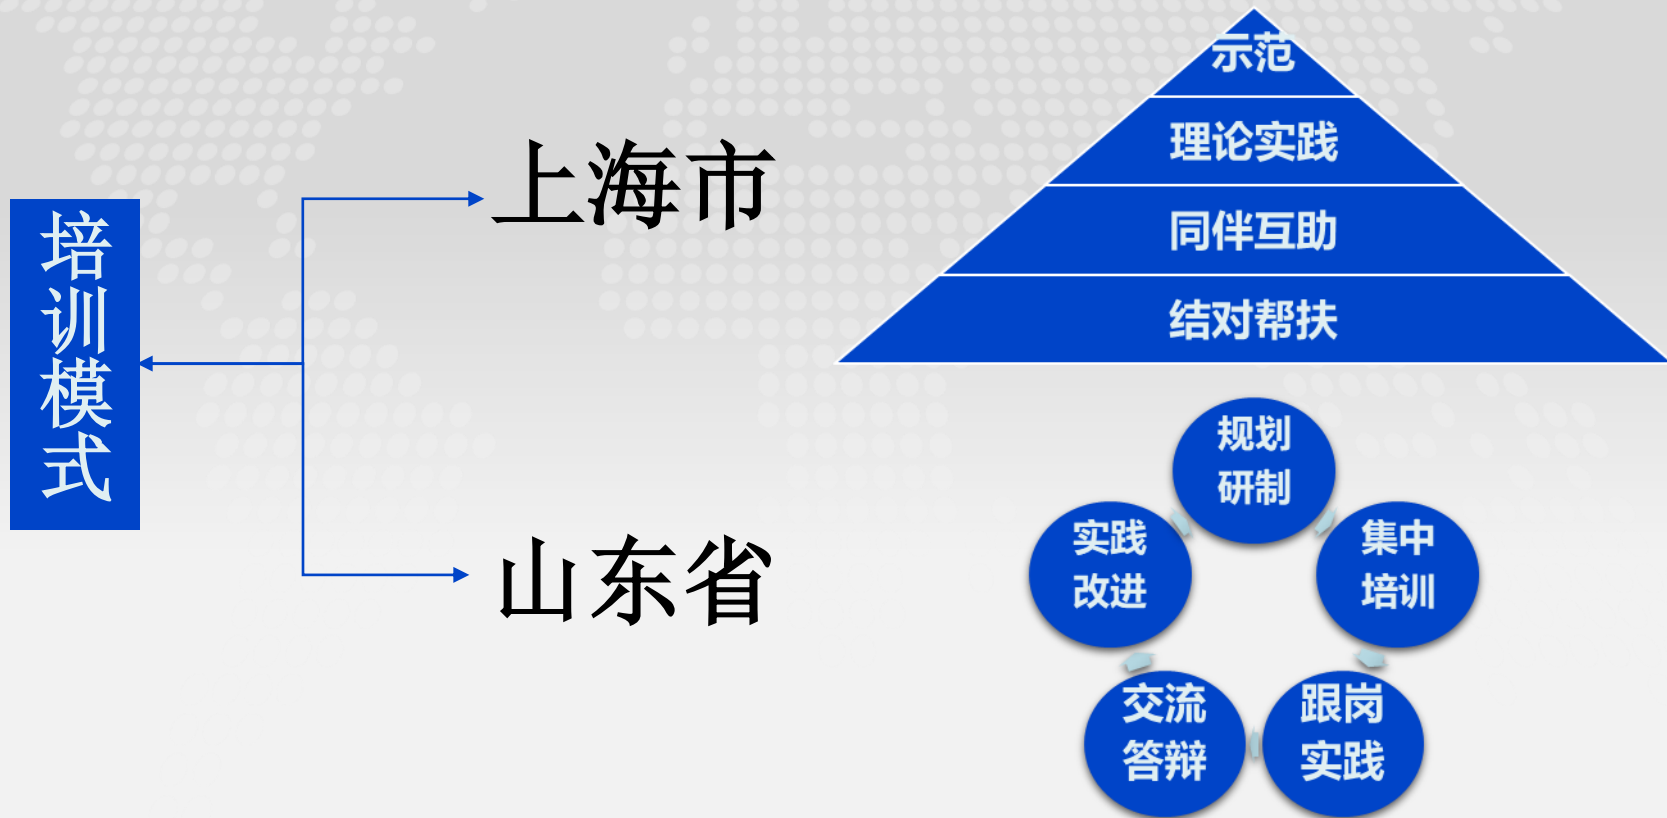 培训模式
上海市
示范
理论实践
同伴互助
结对帮扶
山东省
规划
研制
集中
培训
跟岗
实践
交流
答辩
实践
改进